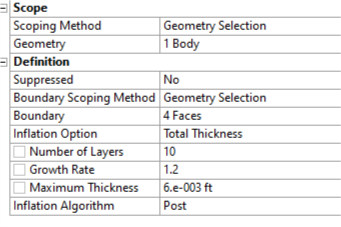 Scope
Scoping Method Geometry Selection
Geometry 1 Body
Definition
Suppressed No
Boundary Scoping Method Geometry Selection
Boundary 4 Faces
Inflation Option Total Thickness
Number of Layers 10
Growth Rate 1.2
Maximum Thickness 6.e-003 ft
Inflation Algorithm Post